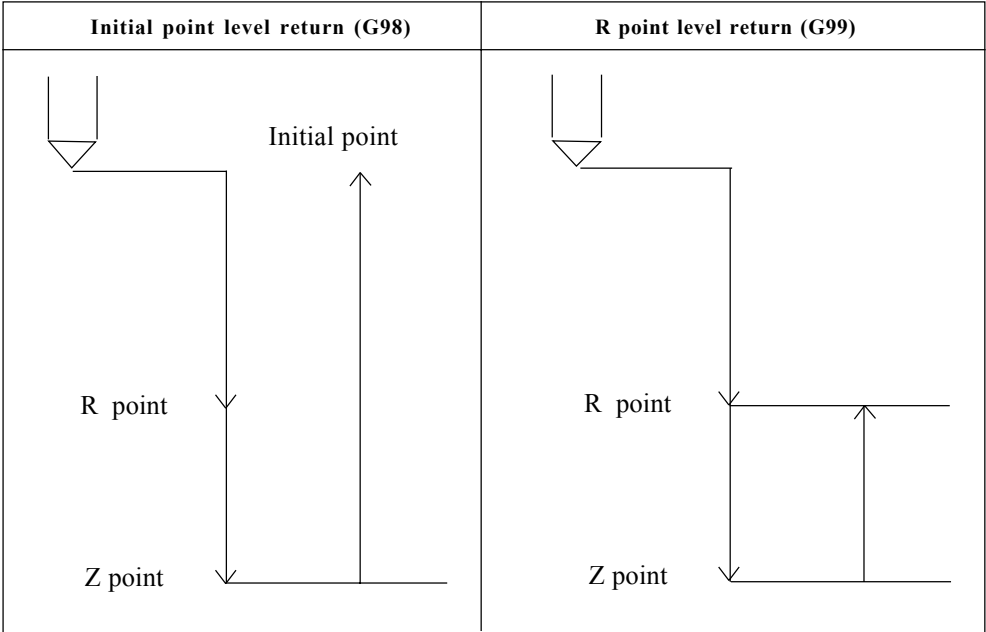 Initial point level return (G98)
R point level return (G99)
Initial point
R point
Z point
R point
Z point